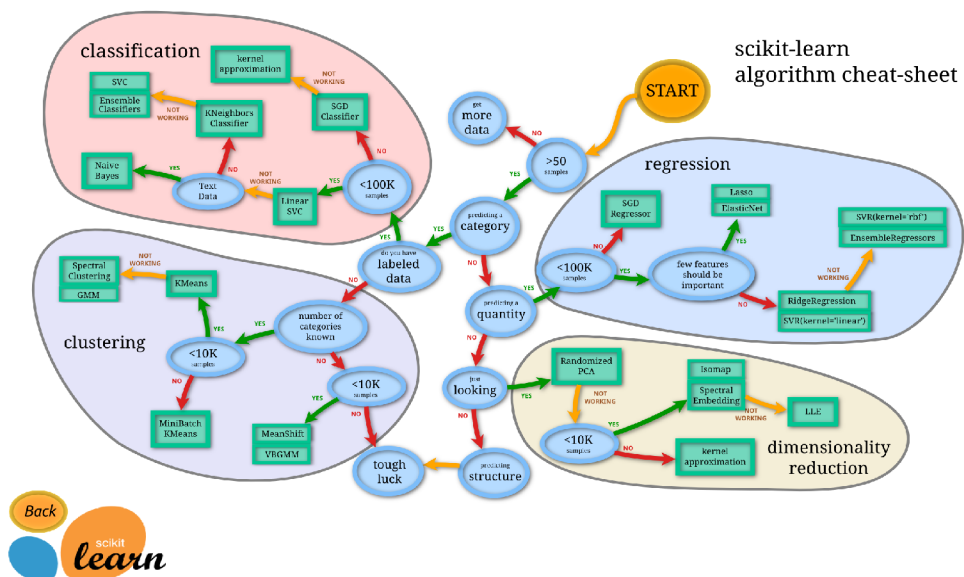 scikit-learn
algorithm cheat-sheet
START
>50
samples
NO
get
more
data
YES
predicting a
category
YES
do you have
labeled
data
YES
classification
<100K
samples
NO
SGD
Classifier
NOT
WORKING
kernel
approximation
YES
Linear
SVC
NOT
WORKING
Text
Data
YES
Naive
Bayes
NO
KNeighbors
Classifier
NOT
WORKING
SVC
Ensemble
Classifiers
NO
clustering
number of
categories
known
YES
<10K
samples
YES
KMeans
NOT
WORKING
Spectral
Clustering
GMM
NO
MiniBatch
KMeans
NO
<10K
samples
YES
MeanShift
VBGMM
NO
tough
luck
NO
predicting a
quantity
YES
regression
<100K
samples
NO
SGD
Regressor
YES
few features
should be
important
YES
Lasso
ElasticNet
NO
RidgeRegression
SVR(kernel='linear')
NOT
WORKING
SVR(kernel='rbf')
EnsembleRegressors
NO
just
looking
YES
Randomized
PCA
NOT
WORKING
<10K
samples
YES
Isomap
Spectral
Embedding
NOT
WORKING
LLE
NO
kernel
approximation
dimensionality
reduction
NO
predicting
structure
Back
scikit
learn